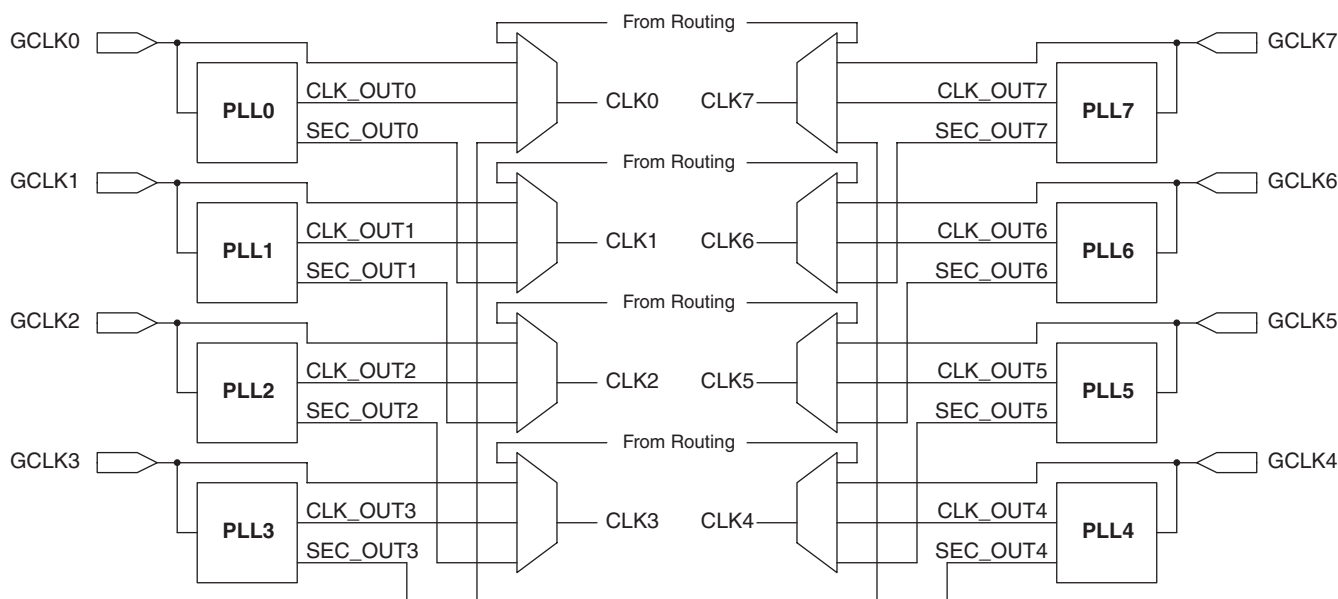 From Routing
GCLK0
GCLK7
CLK_OUT0
CLK0
CLK7
CLK_OUT7
PLL0
PLL7
SEC_OUT0
SEC_OUT7
From Routing
GCLK1
GCLK6
CLK_OUT1
CLK1
CLK6
CLK_OUT6
PLL1
PLL6
SEC_OUT1
SEC_OUT6
From Routing
GCLK2
GCLK5
CLK_OUT2
CLK2
CLK5
CLK_OUT5
PLL2
PLL5
SEC_OUT2
SEC_OUT5
From Routing
GCLK3
GCLK4
CLK_OUT3
CLK3
CLK4
CLK_OUT4
PLL3
PLL4
SEC_OUT3
SEC_OUT4